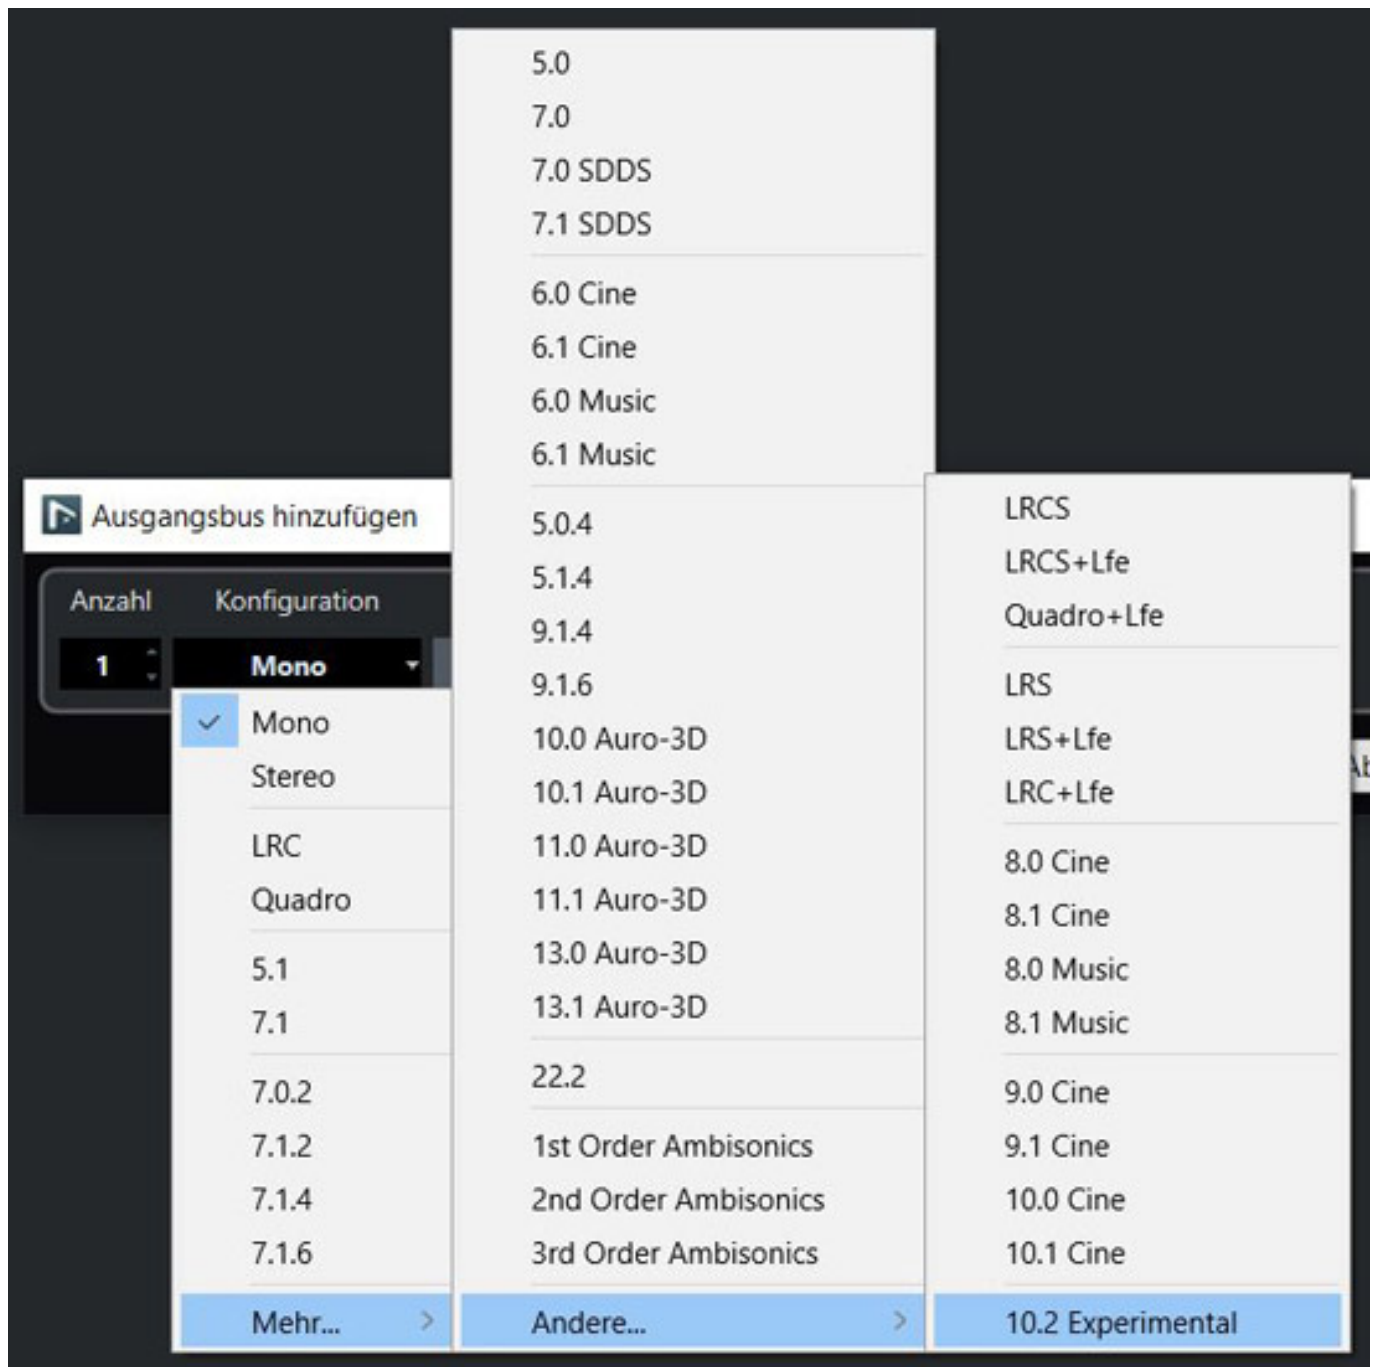 Ausgangsbus hinzufügen
Anzahl
Konfiguration
1
Mono
Mono
Stereo
LRC
Quadro
5.1
7.1
7.0.2
7.1.2
7.1.4
7.1.6
Mehr...
5.0
7.0
7.0 SDDS
7.1 SDDS
6.0 Cine
6.1 Cine
6.0 Music
6.1 Music
5.0.4
5.1.4
9.1.4
9.1.6
10.0 Auro-3D
10.1 Auro-3D
11.0 Auro-3D
11.1 Auro-3D
13.0 Auro-3D
13.1 Auro-3D
22.2
1st Order Ambisonics
2nd Order Ambisonics
3rd Order Ambisonics
Andere...
LRCS
LRCS+Lfe
Quadro+Lfe
LRS
LRS+Lfe
LRC+Lfe
8.0 Cine
8.1 Cine
8.0 Music
8.1 Music
9.0 Cine
9.1 Cine
10.0 Cine
10.1 Cine
10.2 Experimental